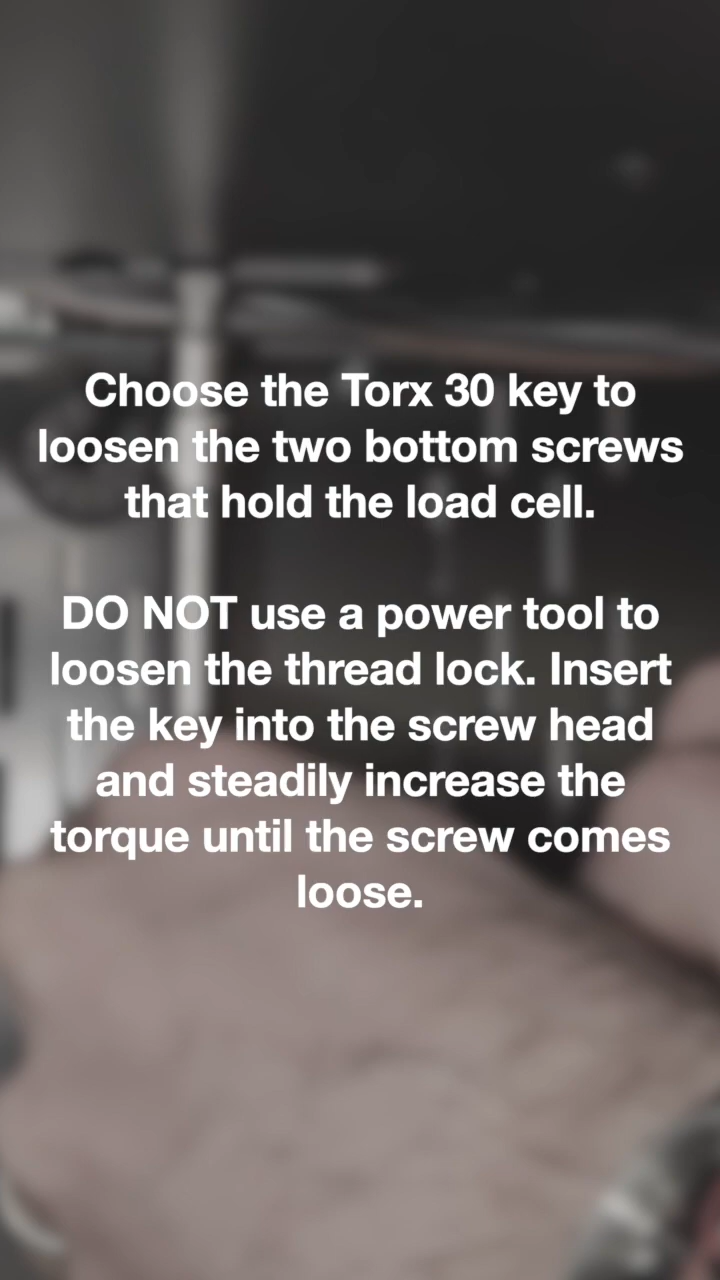 Choose the Torx 30 key to
loosen the two bottom screws
that hold the load cell.
DO NOT use a power tool to
loosen the thread lock. Insert
the key into the screw head
and steadily increase the
torque until the screw comes
loose.